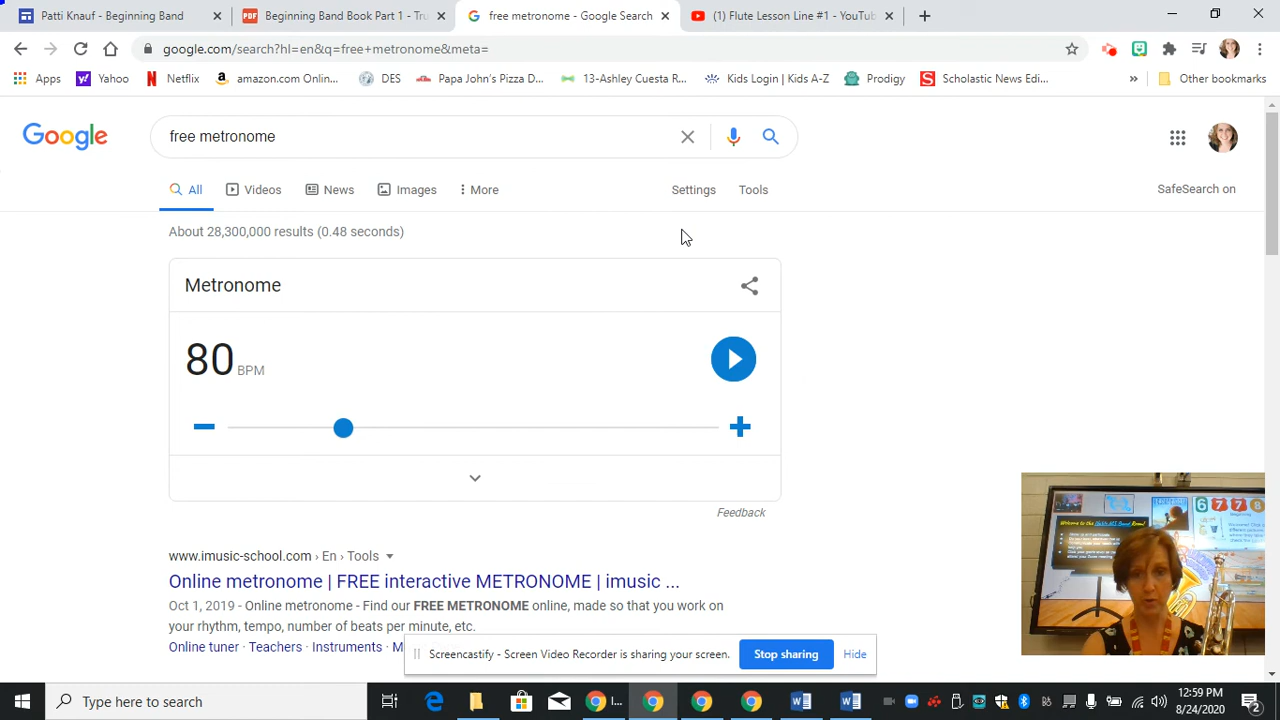 Patti Knauf - Beginning Band
Beginning Band Book Part 1 - Tru
free metronome - Google Search
(1) Flute Lesson Line #1 - YouTub
google.com/search?hl=en&q=free+metronome&meta=
Apps
Yahoo
Netflix
amazon.com Onlin...
DES
Papa John's Pizza D...
13-Ashley Cuesta R...
Kids Login | Kids A-Z
Prodigy
Scholastic News Edi...
»
Other bookmarks
Google
free metronome
All
Videos
News
Images
More
Settings
Tools
SafeSearch on
About 28,300,000 results (0.48 seconds)
Metronome
80 BPM
Feedback
www.imusic-school.com › En › Tools
Online metronome | FREE interactive METRONOME | imusic ...
Oct 1, 2019 - Online metronome - Find our FREE METRONOME online, made so that you work on
your rhythm, tempo, number of beats per minute, etc.
Online tuner · Teachers · Instruments · M
Screencastify - Screen Video Recorder is sharing your screen.
Stop sharing
Hide
6 7 7 8
Type here to search
I...
12:59 PM
8/24/2020
2